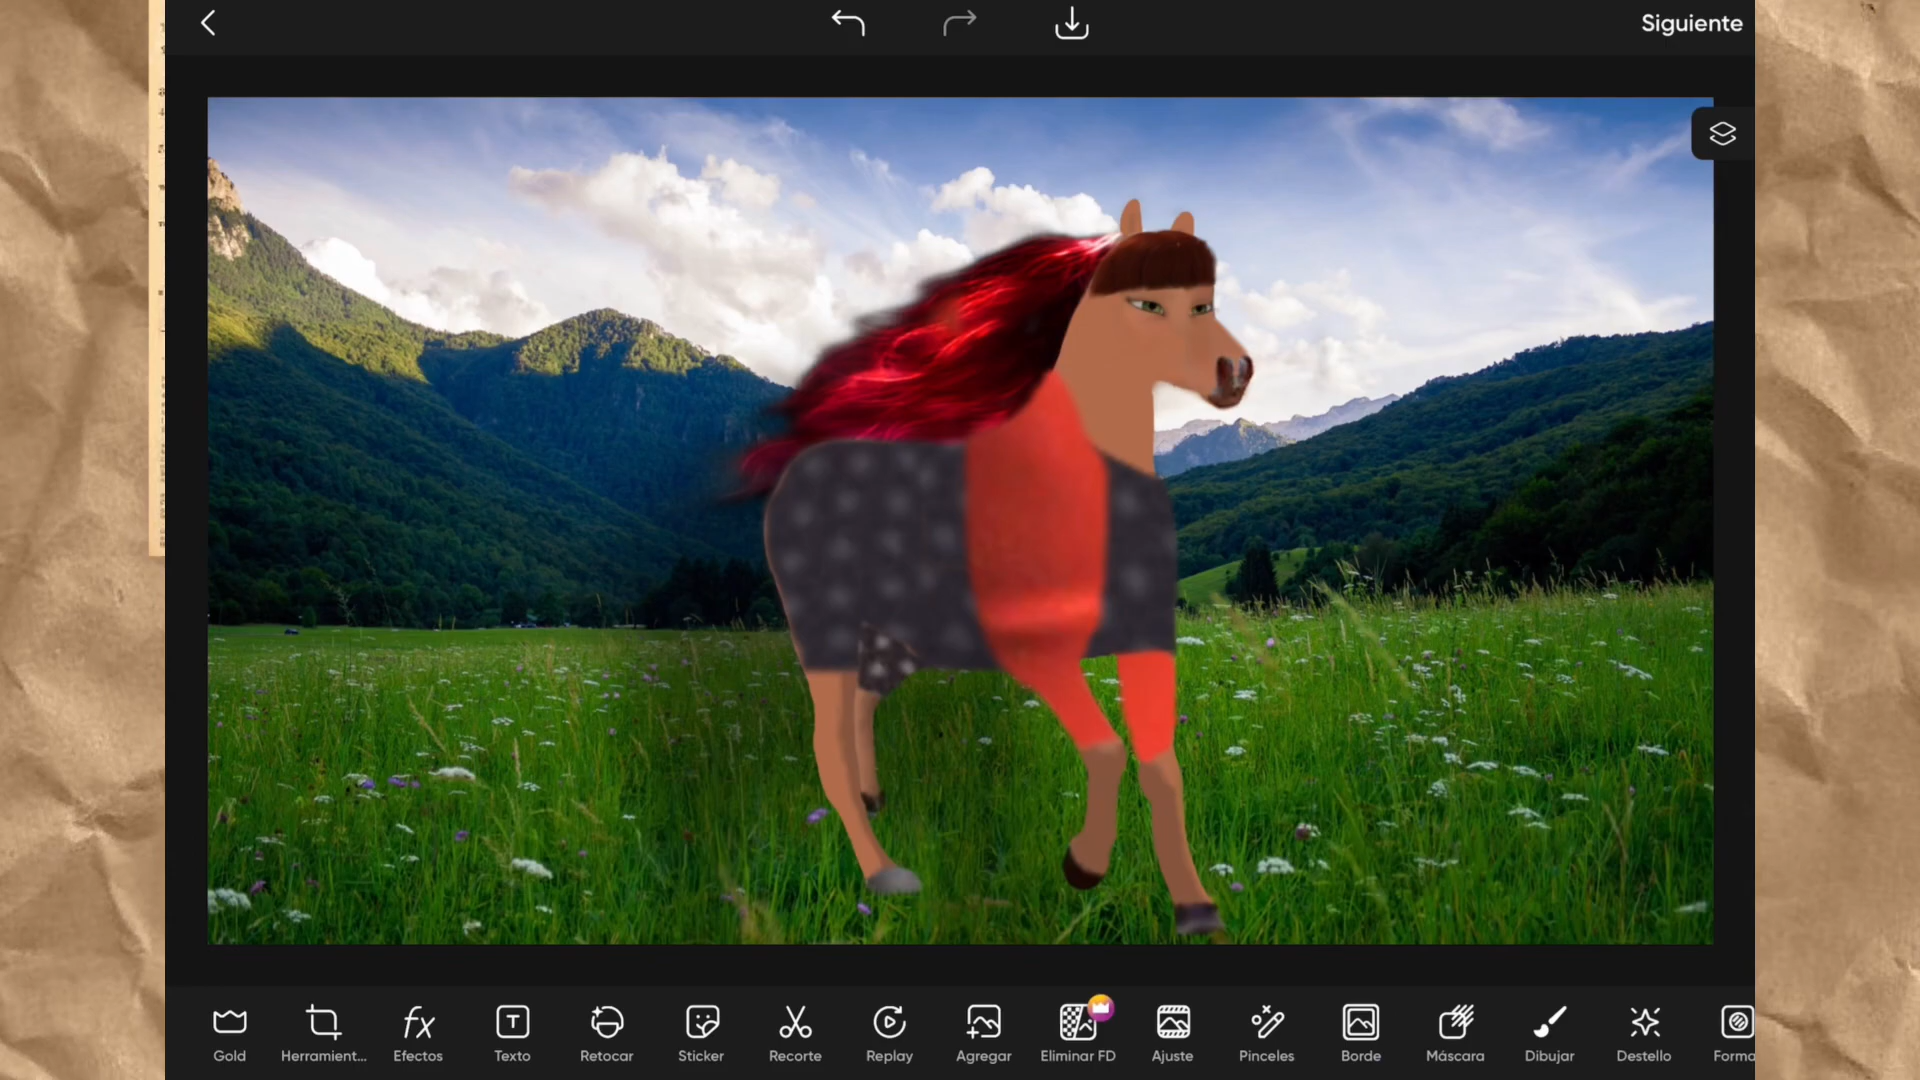 Siguiente
Gold
Herramient...
Efectos
Texto
Retocar
Sticker
Recorte
Replay
Agregar
Eliminar FD
Ajuste
Pinceles
Borde
Máscara
Dibujar
Destello
Forma